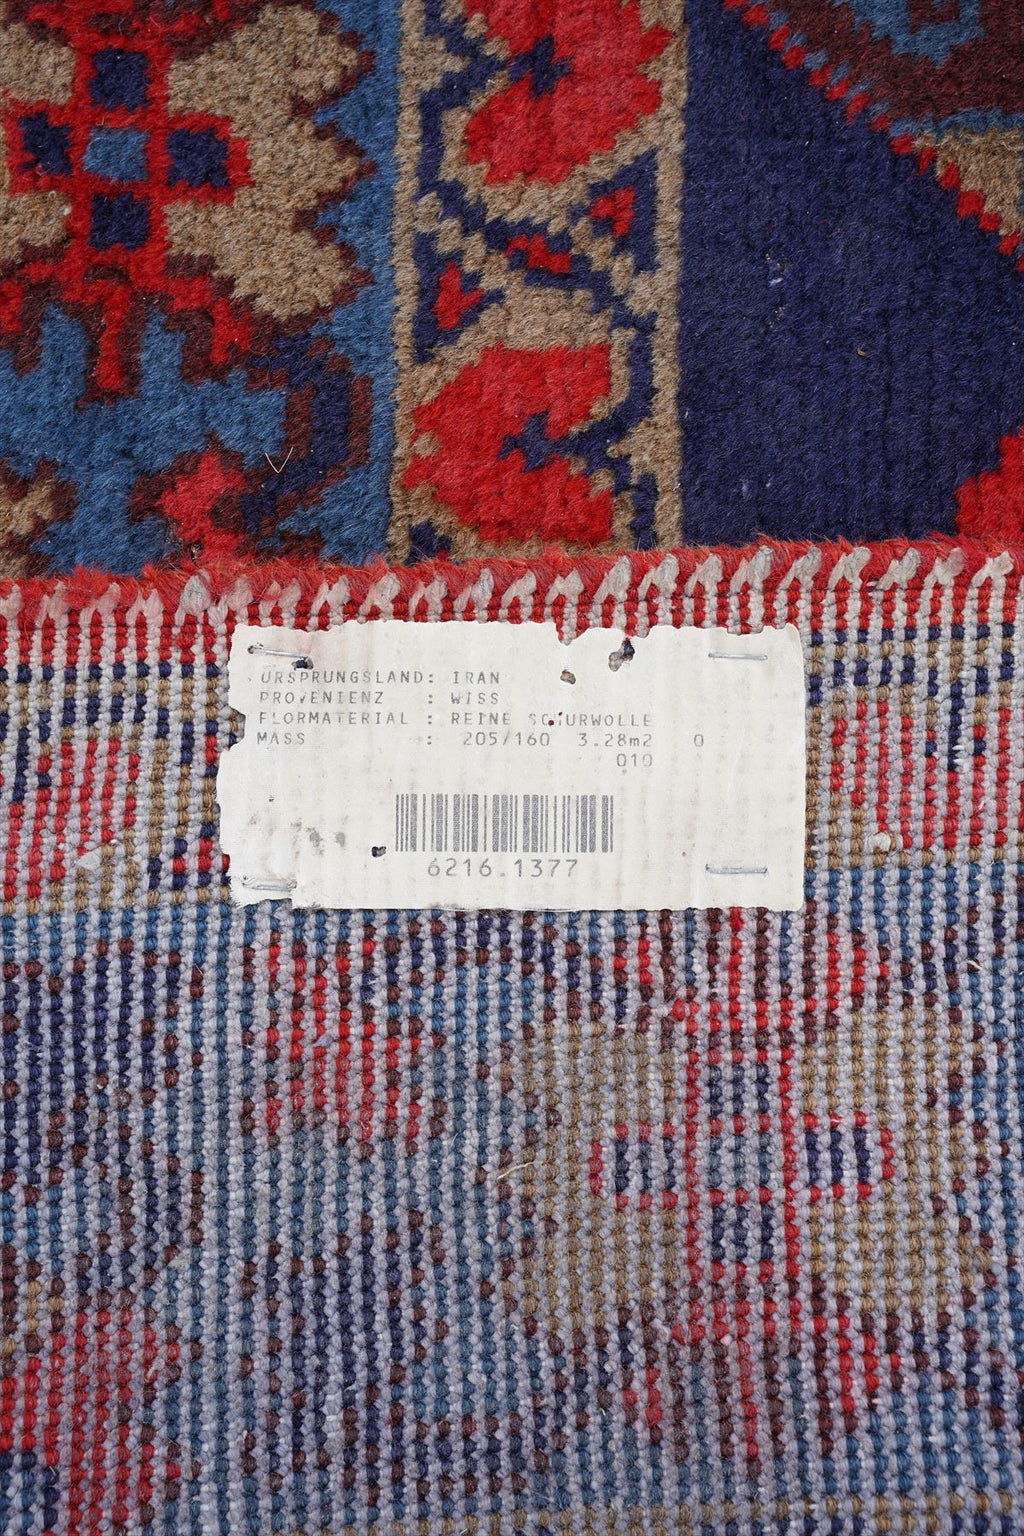 URSPRUNGSLAND: IRAN
PROVENIENZ : WISS
FLORMATERIAL : REINE SCHURWOLLE
MASS : 205/160 3.28m2 0
010
6216.1377